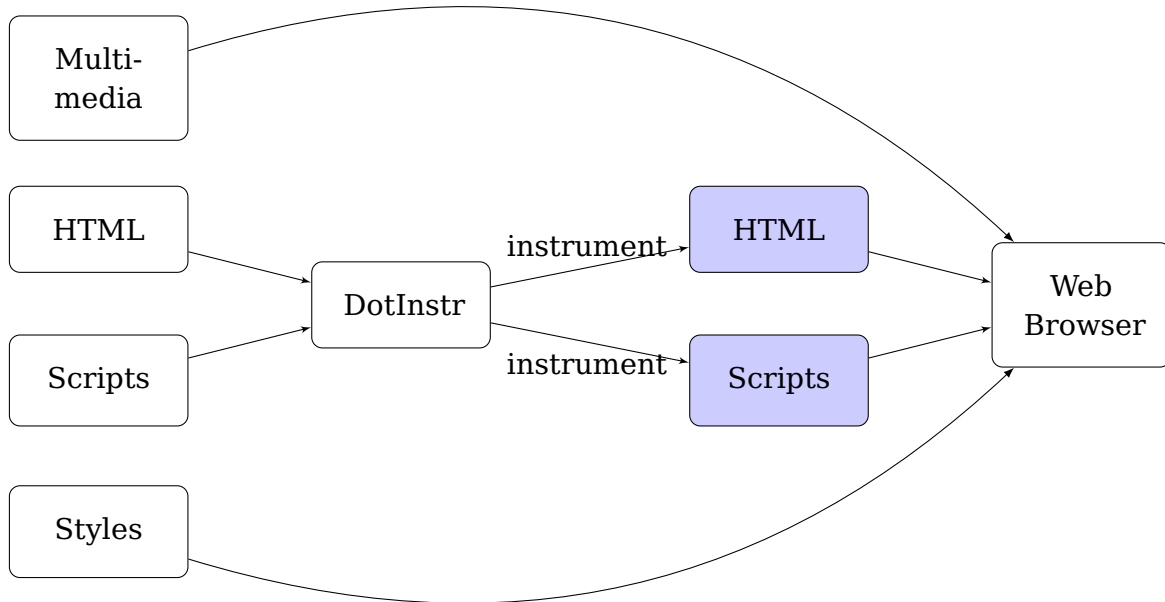 Multi-
media
HTML
Scripts
Styles
DotInstr
instrument
instrument
HTML
Scripts
Web
Browser